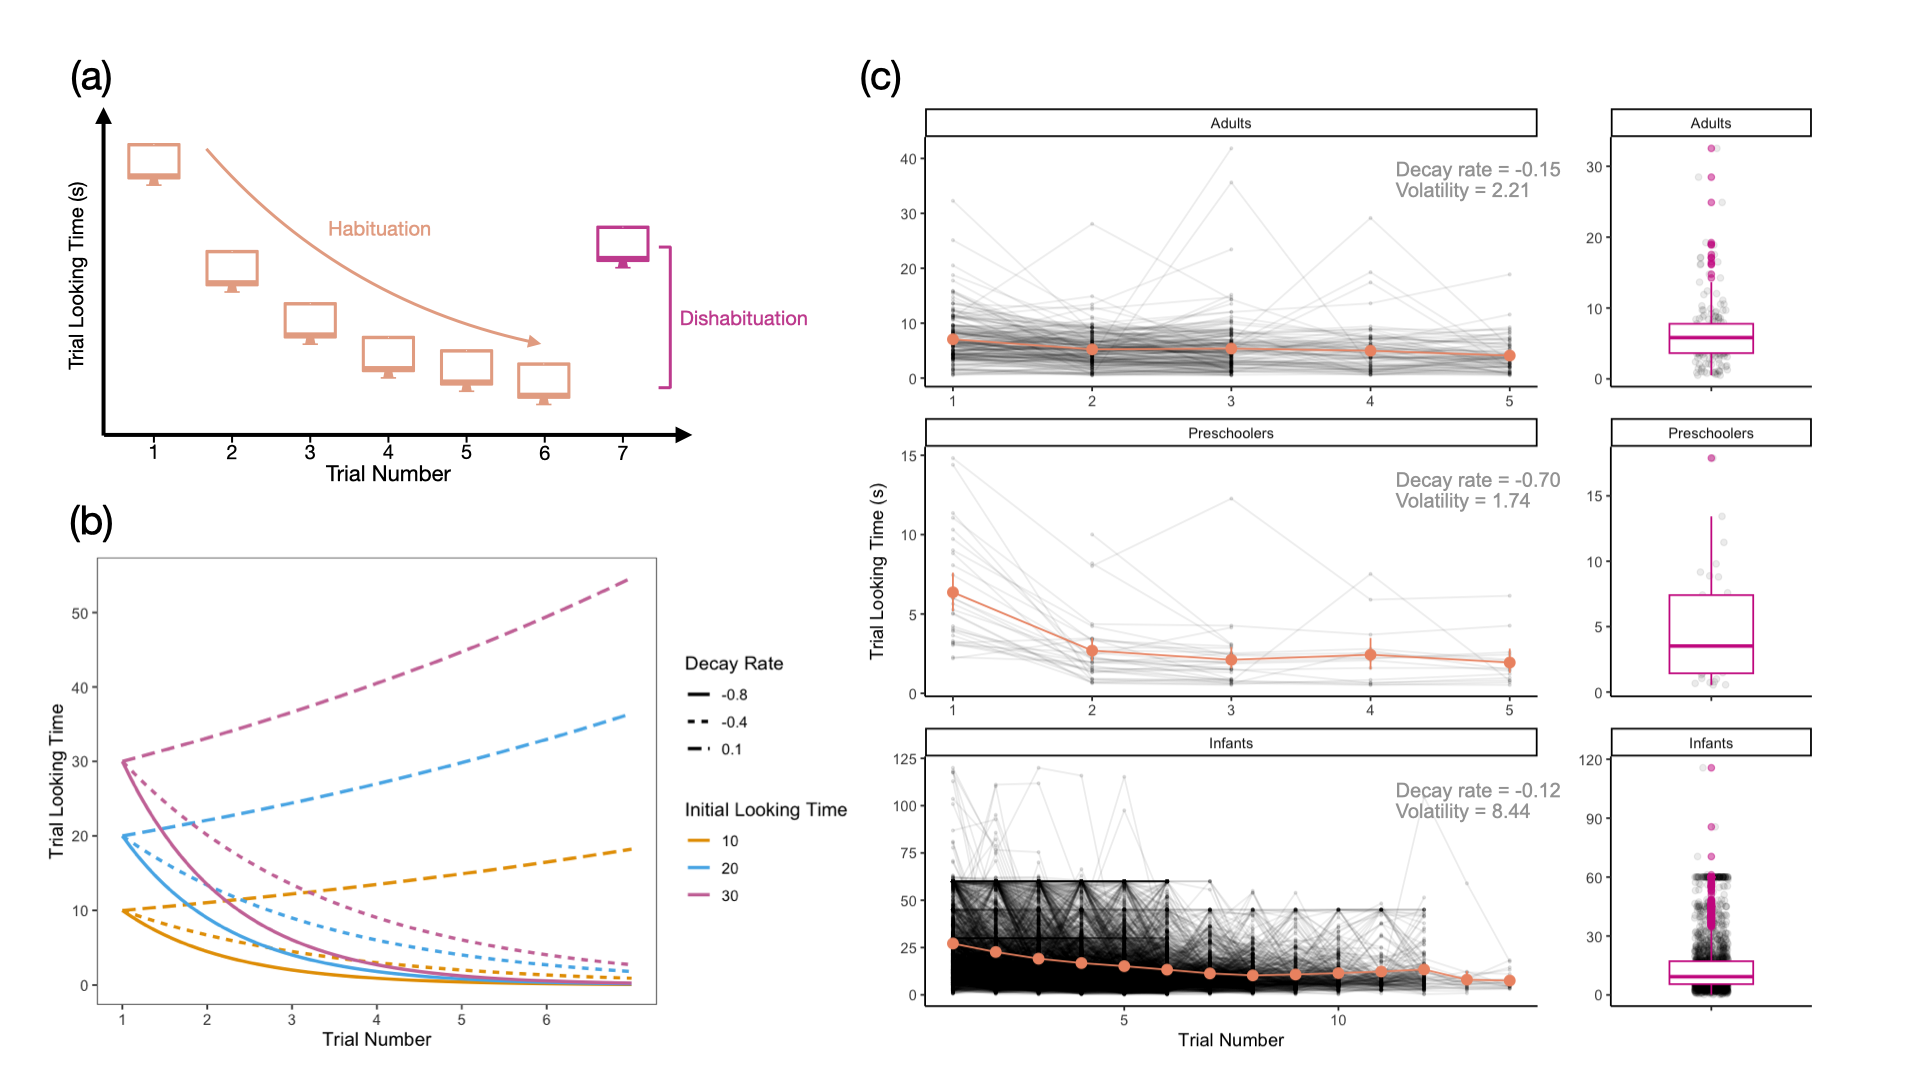 (a)
Trial Looking Time (s)
Habituation
Dishabituation
1 2 3 4 5 6 7
Trial Number
(b)
Trial Looking Time
50
40
30
20
10
0
1 2 3 4 5 6
Trial Number
Decay Rate
-0.8
-0.4
0.1
Initial Looking Time
10
20
30
(c)
Trial Looking Time (s)
Adults
Decay rate = -0.15
Volatility = 2.21
40
30
20
10
0
1 2 3 4 5
Adults
30
20
10
0
Preschoolers
Decay rate = -0.70
Volatility = 1.74
15
10
5
0
1 2 3 4 5
Preschoolers
15
10
5
0
Infants
Decay rate = -0.12
Volatility = 8.44
125
100
75
50
25
0
5 10
Trial Number
Infants
120
90
60
30
0